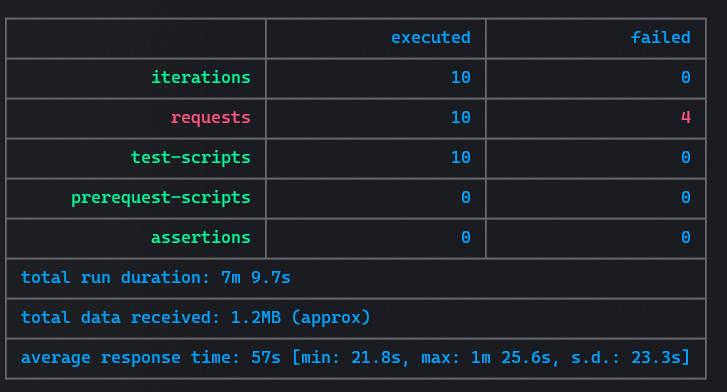 executed failed
iterations 10 0
requests 10 4
test-scripts 10 0
prerequest-scripts 0 0
assertions 0 0
total run duration: 7m 9.7s
total data received: 1.2MB (approx)
average response time: 57s [min: 21.8s, max: 1m 25.6s, s.d.: 23.3s]